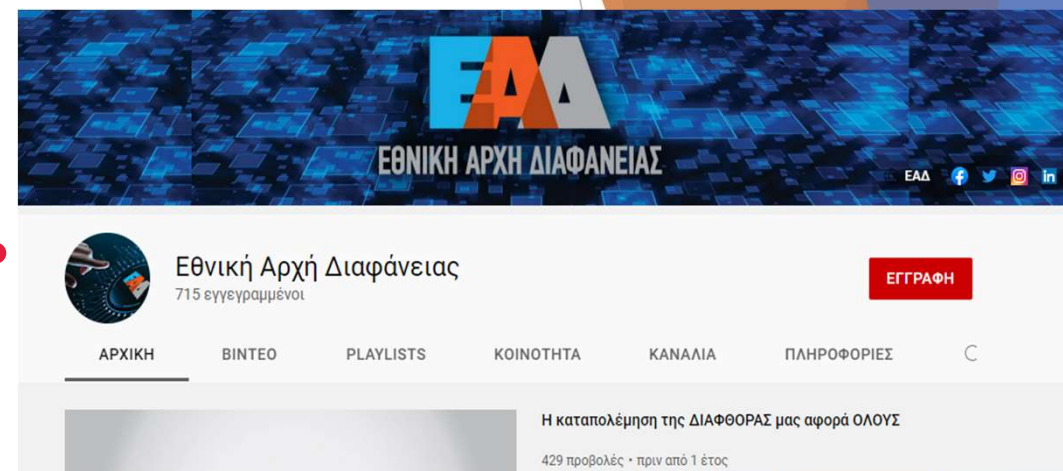 ΕΑΔ
ΕΘΝΙΚΗ ΑΡΧΗ ΔΙΑΦΑΝΕΙΑΣ
ΕΑΔ
Εθνική Αρχή Διαφάνειας
715 εγγεγραμμένοι
ΕΓΓΡΑΦΗ
ΑΡΧΙΚΗ ΒΙΝΤΕΟ PLAYLISTS ΚΟΙΝΟΤΗΤΑ ΚΑΝΑΛΙΑ ΠΛΗΡΟΦΟΡΙΕΣ
Η καταπολέμηση της ΔΙΑΦΘΟΡΑΣ μας αφορά ΟΛΟΥΣ
429 προβολές • πριν από 1 έτος